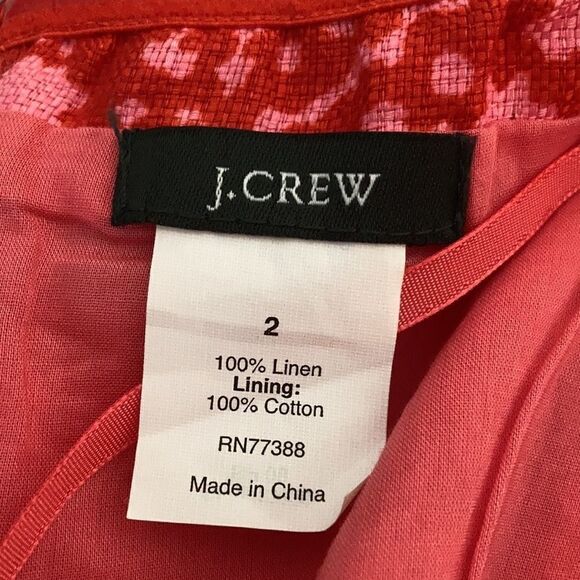 J.CREW
2
100% Linen
Lining:
100% Cotton
RN77388
Made in China